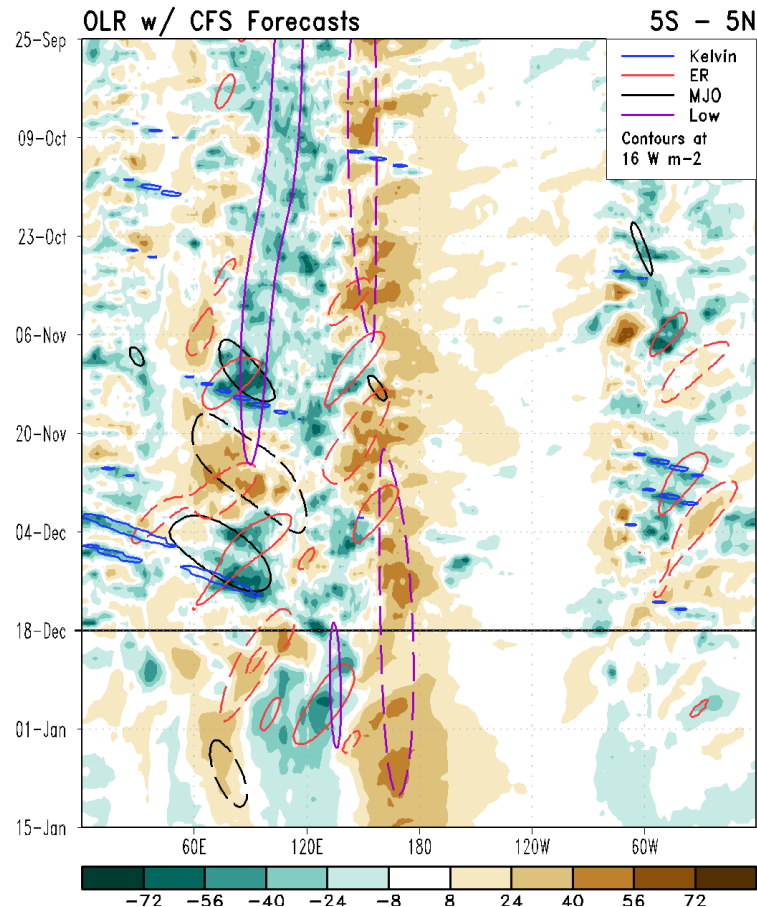 OLR w/ CFS Forecasts 5S – 5N
25-Sep
09-Oct
23-Oct
06-Nov
20-Nov
04-Dec
18-Dec
01-Jan
15-Jan
Kelvin
ER
MJO
Low
Contours at
16 W m-2
60E 120E 180 120W 60W
-72 -56 -40 -24 -8 8 24 40 56 72